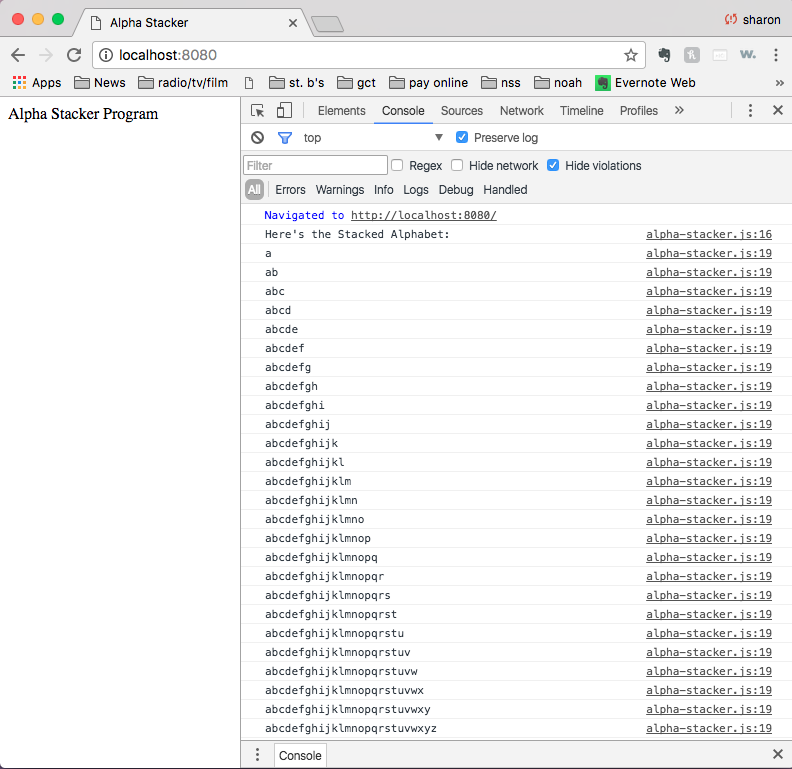 Alpha Stacker
sharon
localhost:8080
Apps News radio/tv/film st. b's gct pay online nss noah Evernote Web »
Alpha Stacker Program
Elements Console Sources Network Timeline Profiles »
top Preserve log
Filter Regex Hide network Hide violations
All Errors Warnings Info Logs Debug Handled
Navigated to http://localhost:8080/
Here's the Stacked Alphabet: alpha-stacker.js:16
a alpha-stacker.js:19
ab alpha-stacker.js:19
abc alpha-stacker.js:19
abcd alpha-stacker.js:19
abcde alpha-stacker.js:19
abcdef alpha-stacker.js:19
abcdefg alpha-stacker.js:19
abcdefgh alpha-stacker.js:19
abcdefghi alpha-stacker.js:19
abcdefghij alpha-stacker.js:19
abcdefghijk alpha-stacker.js:19
abcdefghijkl alpha-stacker.js:19
abcdefghijklm alpha-stacker.js:19
abcdefghijklmn alpha-stacker.js:19
abcdefghijklmno alpha-stacker.js:19
abcdefghijklmnop alpha-stacker.js:19
abcdefghijklmnopq alpha-stacker.js:19
abcdefghijklmnopqr alpha-stacker.js:19
abcdefghijklmnopqrs alpha-stacker.js:19
abcdefghijklmnopqrst alpha-stacker.js:19
abcdefghijklmnopqrstu alpha-stacker.js:19
abcdefghijklmnopqrstuv alpha-stacker.js:19
abcdefghijklmnopqrstuvw alpha-stacker.js:19
abcdefghijklmnopqrstuvwx alpha-stacker.js:19
abcdefghijklmnopqrstuvwxy alpha-stacker.js:19
abcdefghijklmnopqrstuvwxyz alpha-stacker.js:19
Console